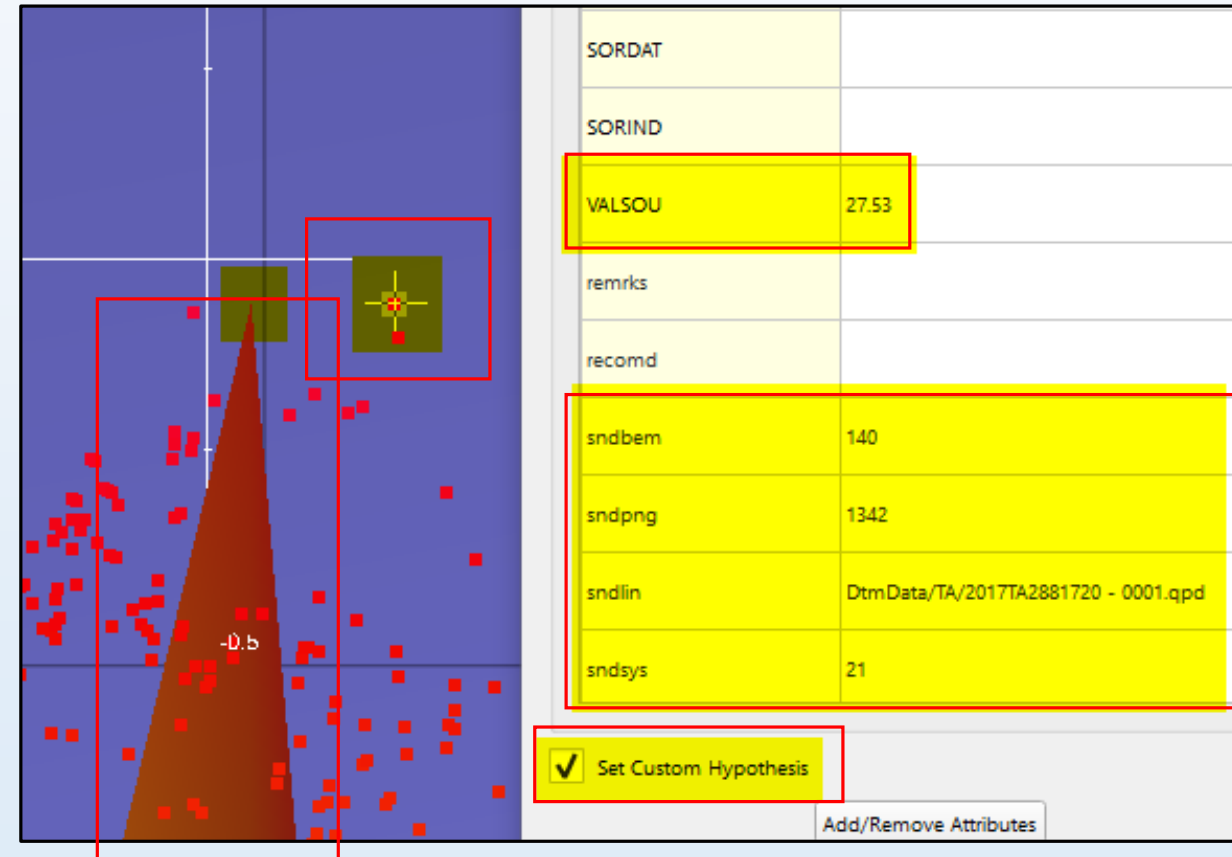 -0.5
SORDAT
SORIND
VALSOU 27.53
remrks
recomd
sndbem 140
sndpng 1342
sndlin DtmData/TA/2017TA2881720 - 0001.qpd
sndsys 21
Set Custom Hypothesis
Add/Remove Attributes